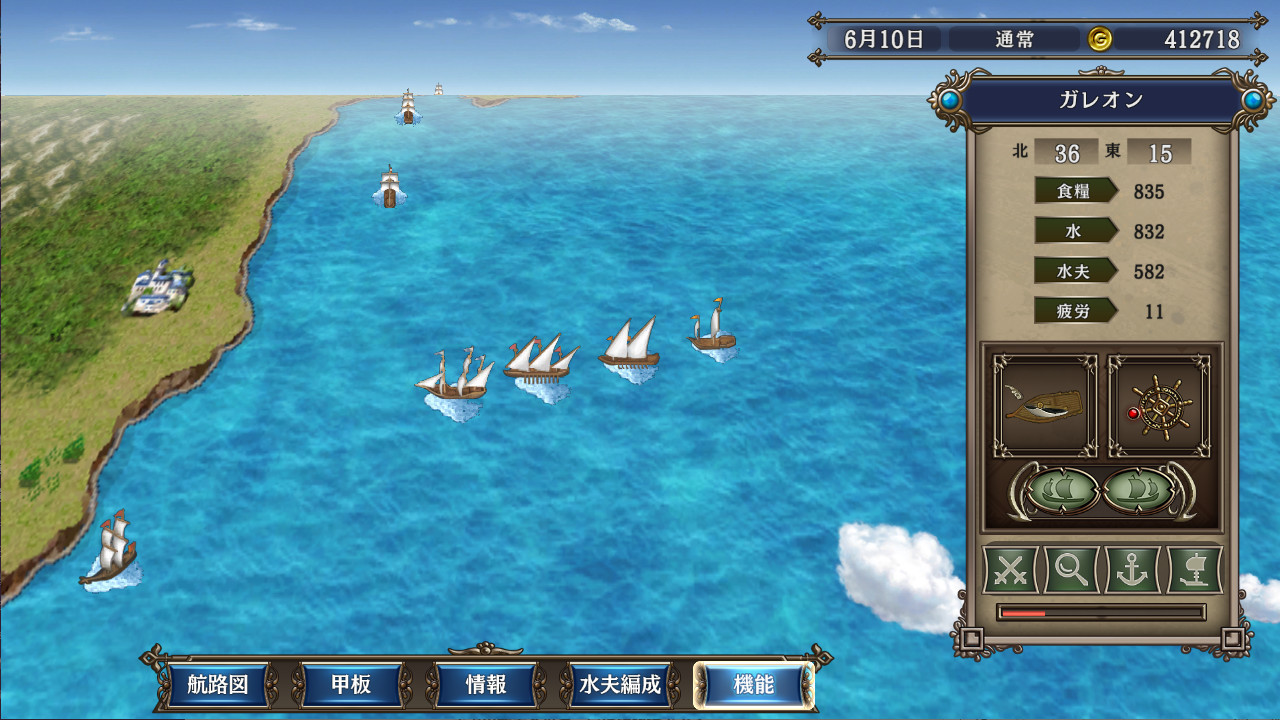 6月10日 通常 G 412718
ガレオン
北 36 東 15
食糧 835
水 832
水夫 582
疲労 11
航路図 甲板 情報 水夫編成 機能